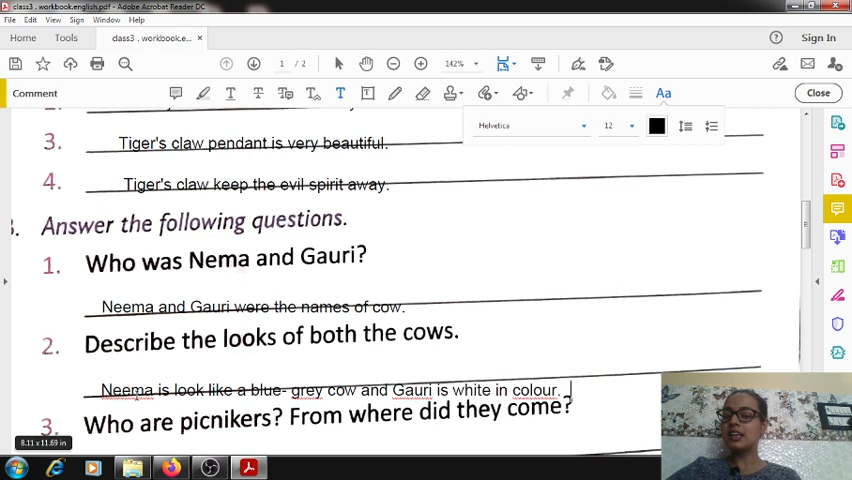 class3 . workbook.english.pdf - Adobe Acrobat Reader DC
File Edit View Sign Window Help
Home Tools class3 . workbook.e... × Sign In
1 / 2 142%
Comment Close
Helvetica 12
3. Tiger's claw pendant is very beautiful.
4. Tiger's claw keep the evil spirit away.
Answer the following questions.
1. Who was Nema and Gauri?
Neema and Gauri were the names of cow.
2. Describe the looks of both the cows.
Neema is look like a blue- grey cow and Gauri is white in colour.
3. Who are picnikers? From where did they come?
8.11 x 11.69 in